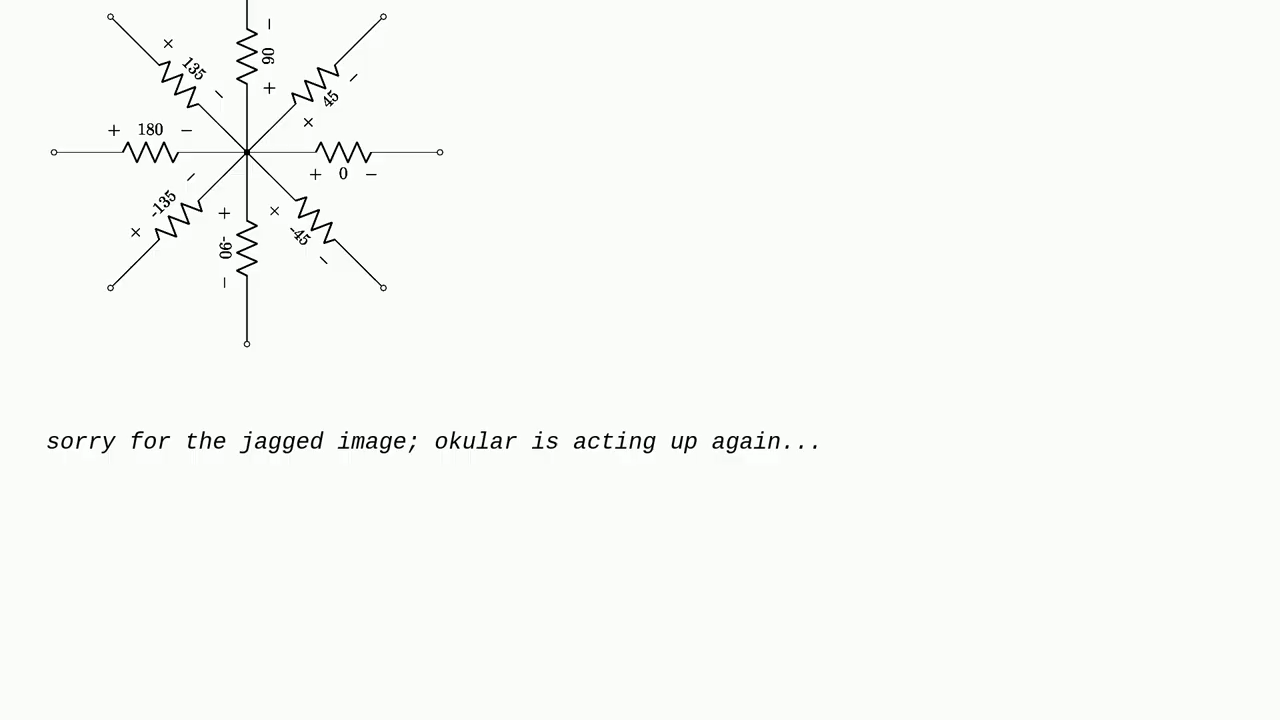 − 
90
+
+ 135 −
− 45 +
+ 180 −
+ 0 −
+ -135 −
+ -90 −
+ -45 −
sorry for the jagged image; okular is acting up again...